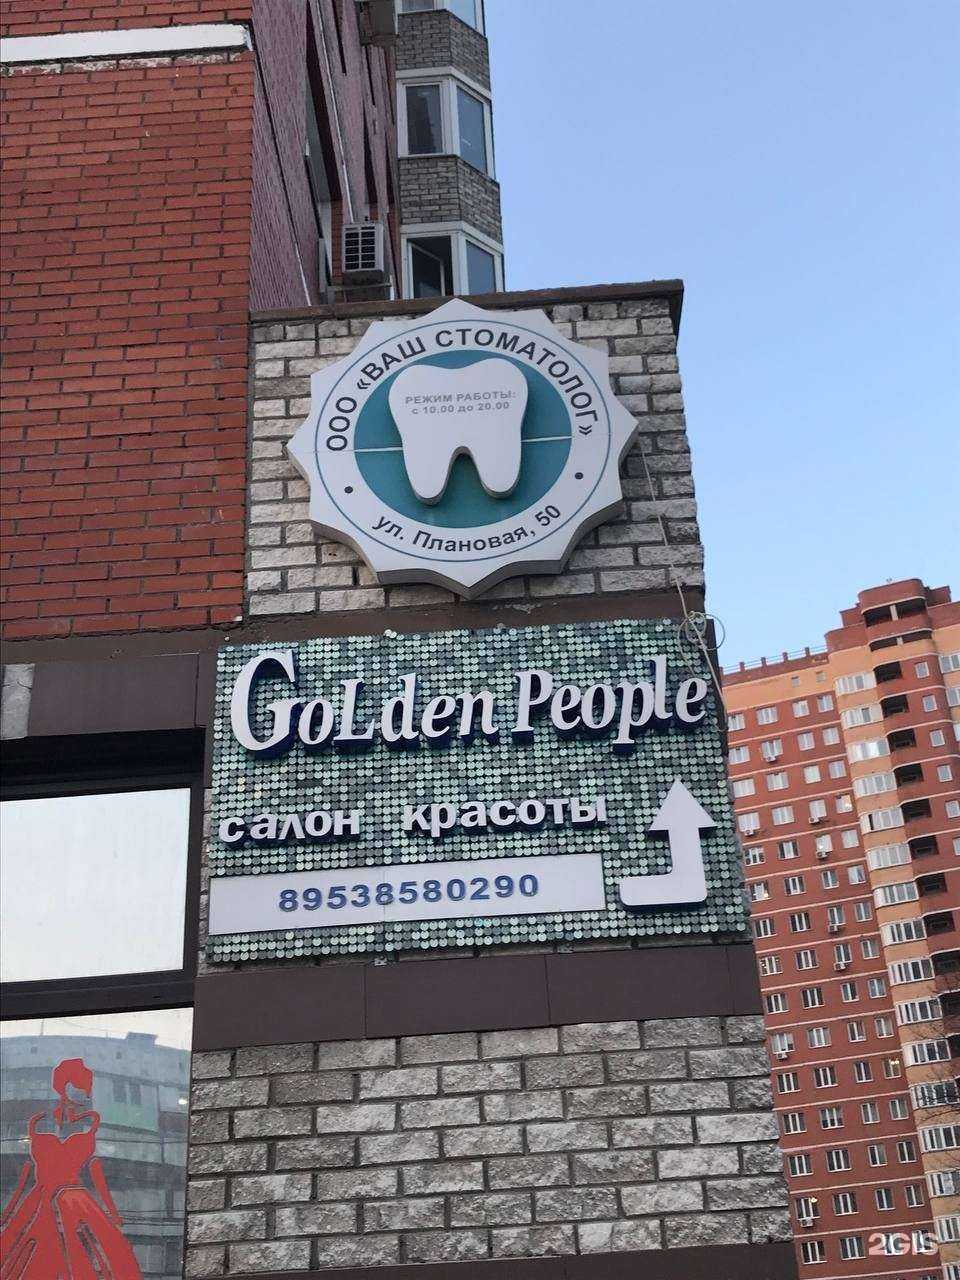 ООО «ВАШ СТОМАТОЛОГ»
РЕЖИМ РАБОТЫ:
с 10.00 до 20.00
ул. Плановая, 50
GoLden People
салон красоты
89538580290
2GIS